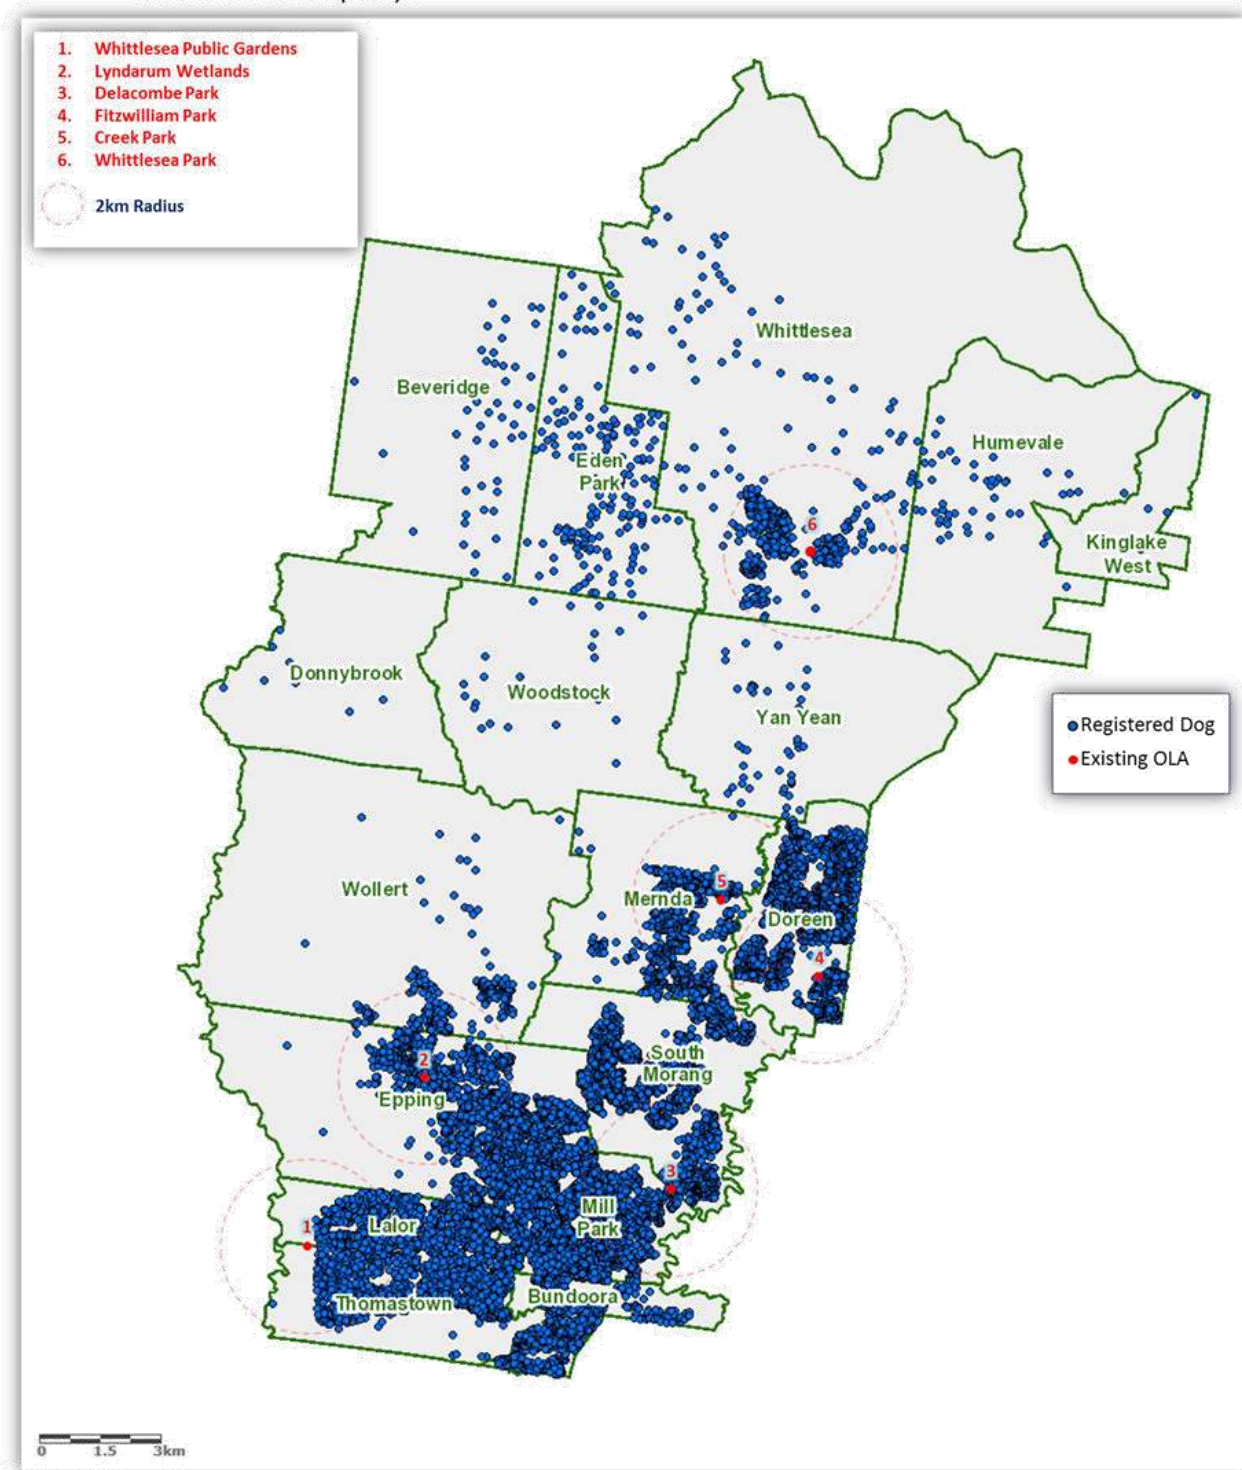 1. Whittlesea Public Gardens
2. Lyndarum Wetlands
3. Delacombe Park
4. Fitzwilliam Park
5. Creek Park
6. Whittlesea Park
2km Radius
Whittlesea
Beveridge
Humevale
Eden
Park
6
Kinglake
West
Donnybrook
Woodstock
Yan Yean
Registered Dog
Existing OLA
Wollert
5
Mernda
Doreen
4
South
Morang
2
Epping
3
Mill
Park
1
Lalor
Thomastown
Bundoora
0 1.5 3km